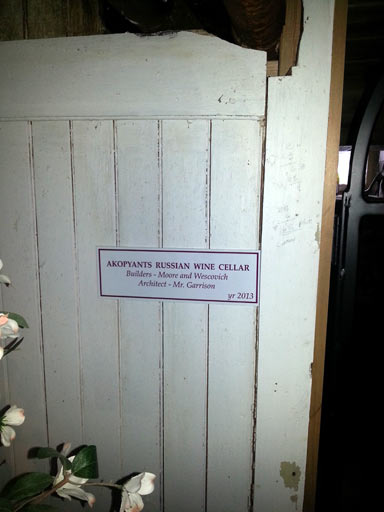 AKOPYANTS RUSSIAN WINE CELLAR
Builders - Moore and Wescovich
Architect - Mr. Garrison
yr 2013